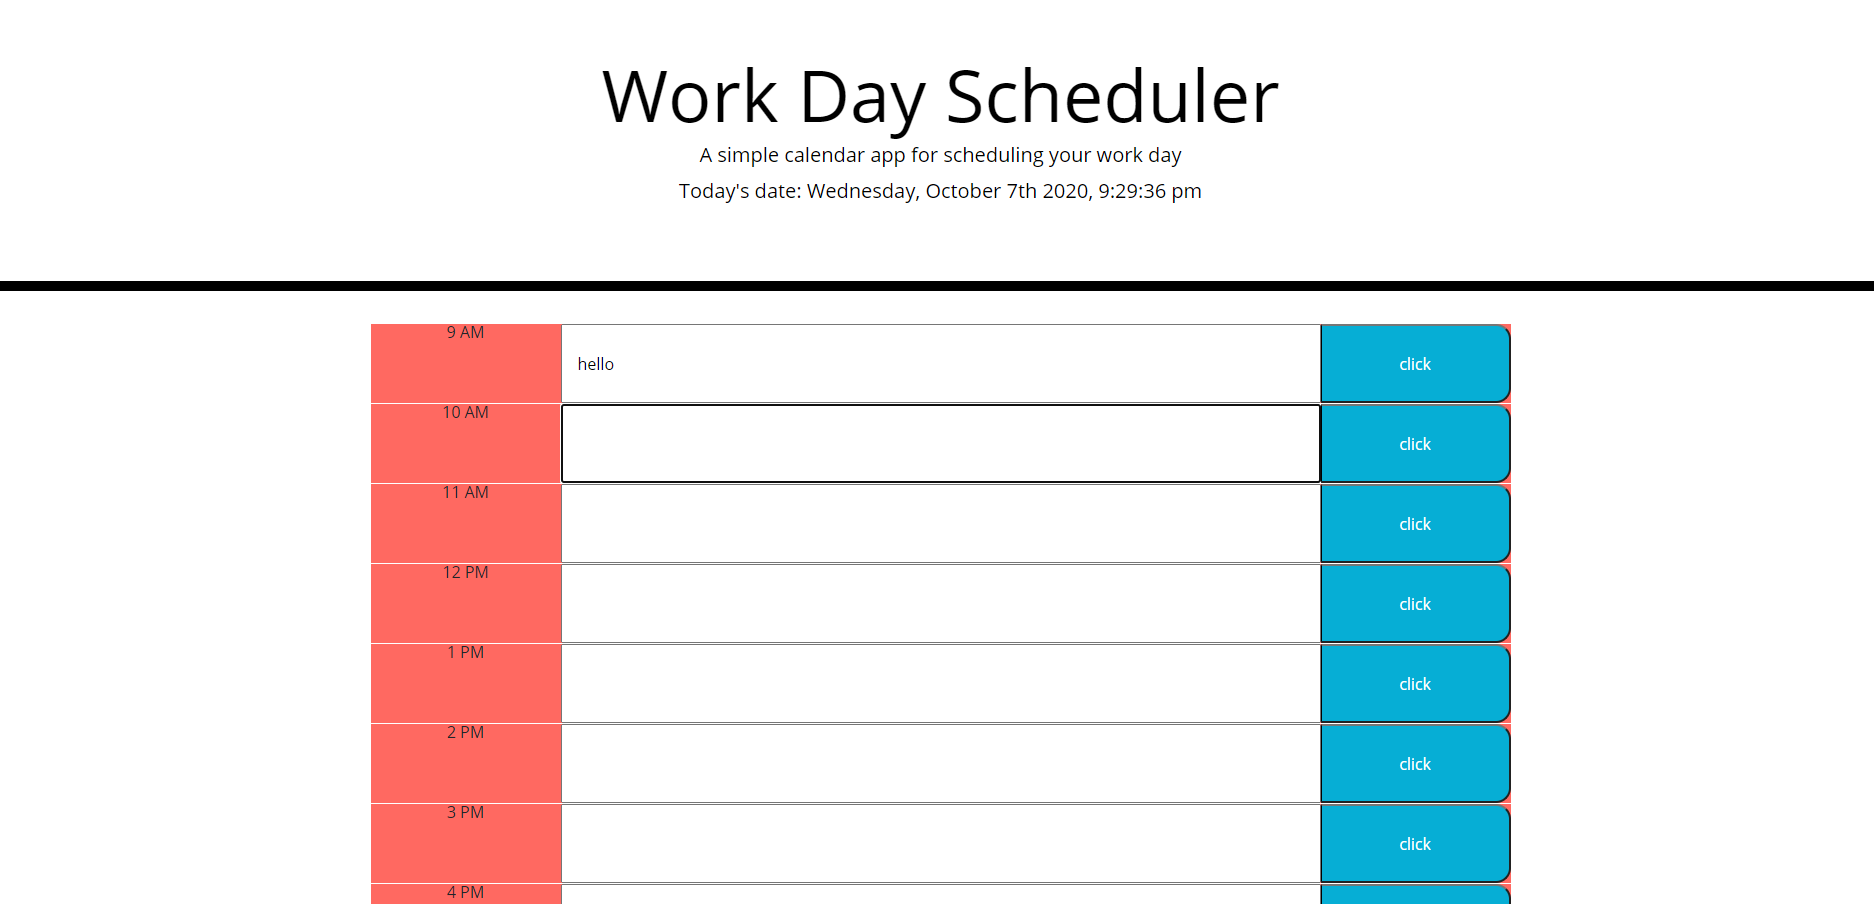 Work Day Scheduler
A simple calendar app for scheduling your work day
Today's date: Wednesday, October 7th 2020, 9:29:36 pm
9 AM hello click
10 AM click
11 AM click
12 PM click
1 PM click
2 PM click
3 PM click
4 PM